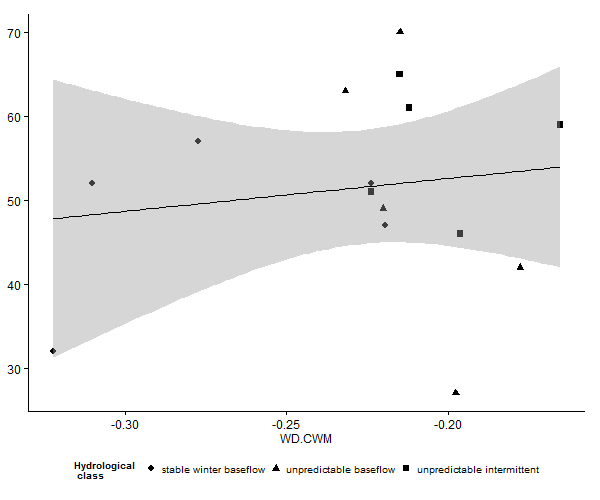 70
60
50
40
30
-0.30 -0.25 -0.20
WD.CWM
Hydrological
class
stable winter baseflow unpredictable baseflow unpredictable intermittent